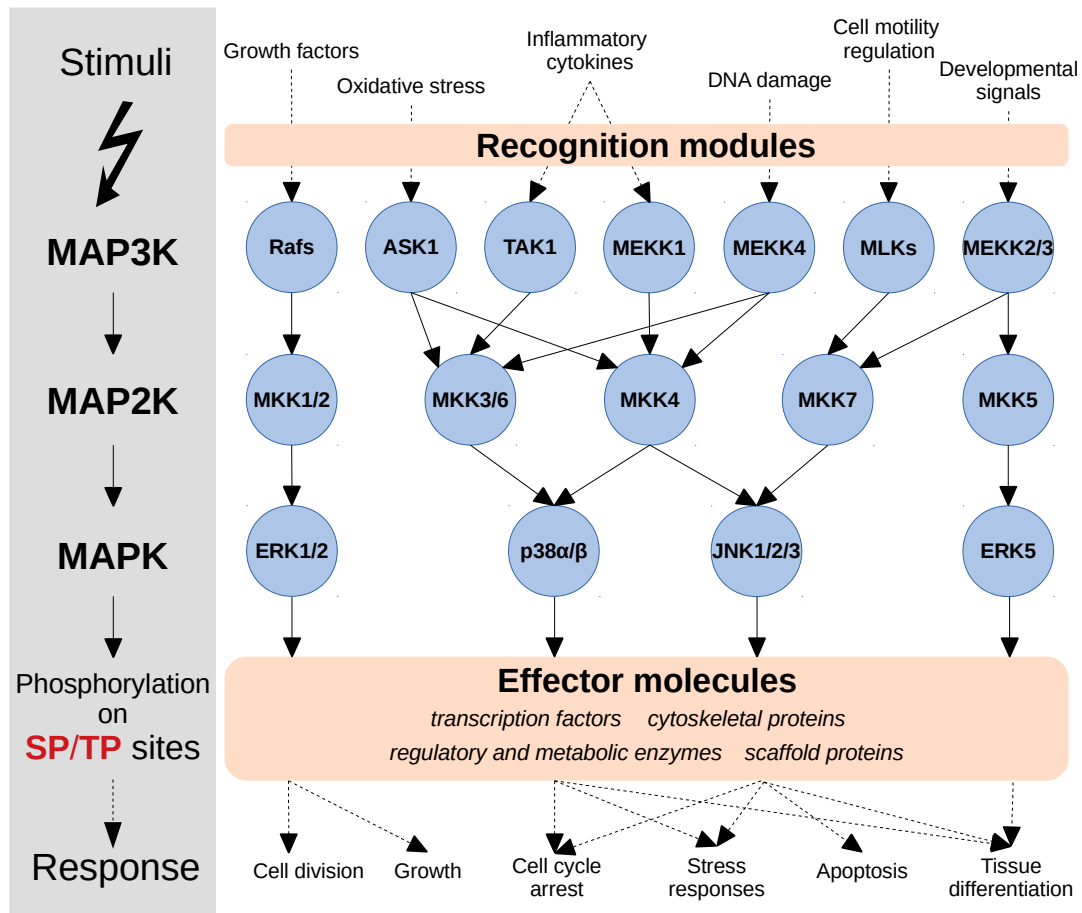 Stimuli
MAP3K
MAP2K
MAPK
Phosphorylation
on
SP/TP sites
Response
Growth factors
Oxidative stress
Inflammatory
cytokines
DNA damage
Cell motility
regulation
Developmental
signals
Recognition modules
Rafs
ASK1
TAK1
MEKK1
MEKK4
MLKs
MEKK2/3
MKK1/2
MKK3/6
MKK4
MKK7
MKK5
ERK1/2
p38α/β
JNK1/2/3
ERK5
Effector molecules
transcription factors cytoskeletal proteins
regulatory and metabolic enzymes scaffold proteins
Cell division
Growth
Cell cycle
arrest
Stress
responses
Apoptosis
Tissue
differentiation